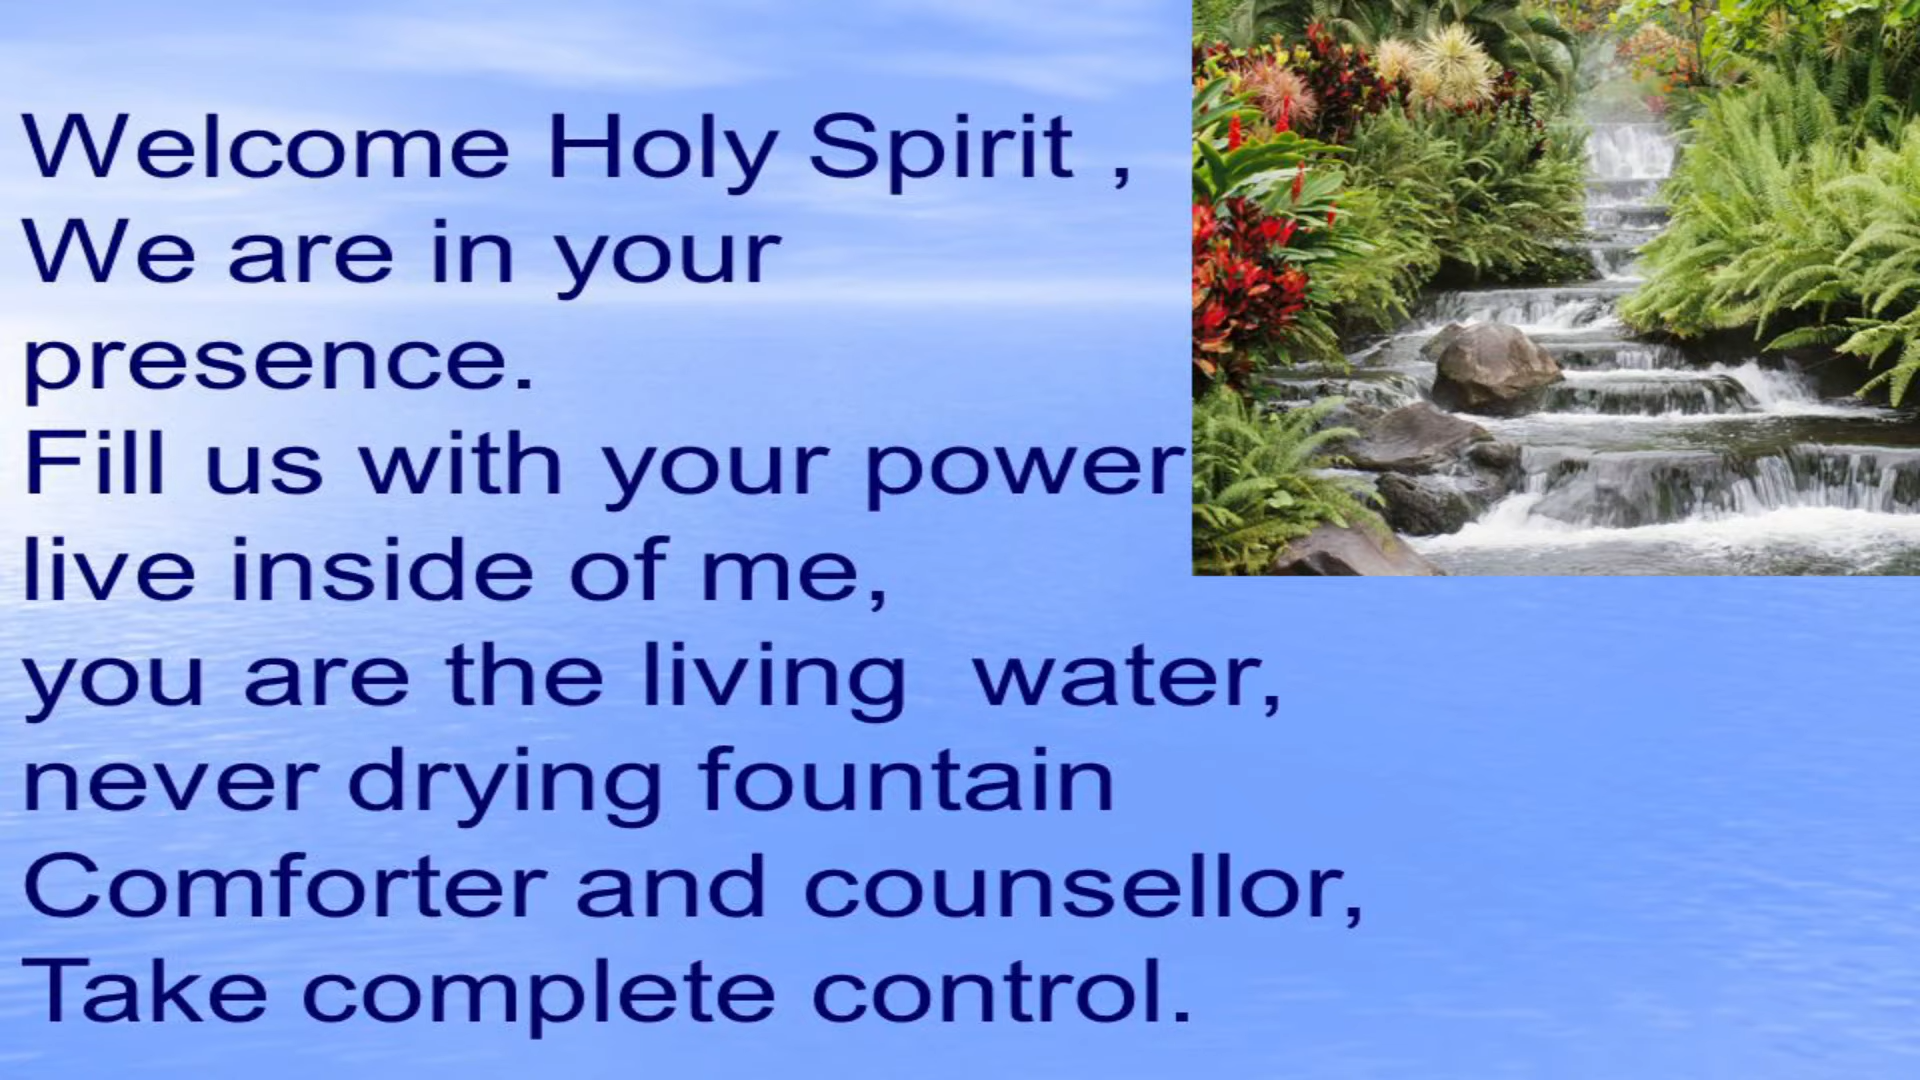 Welcome Holy Spirit ,
We are in your
presence.
Fill us with your power
live inside of me,
you are the living  water,
never drying fountain
Comforter and counsellor,
Take complete control.